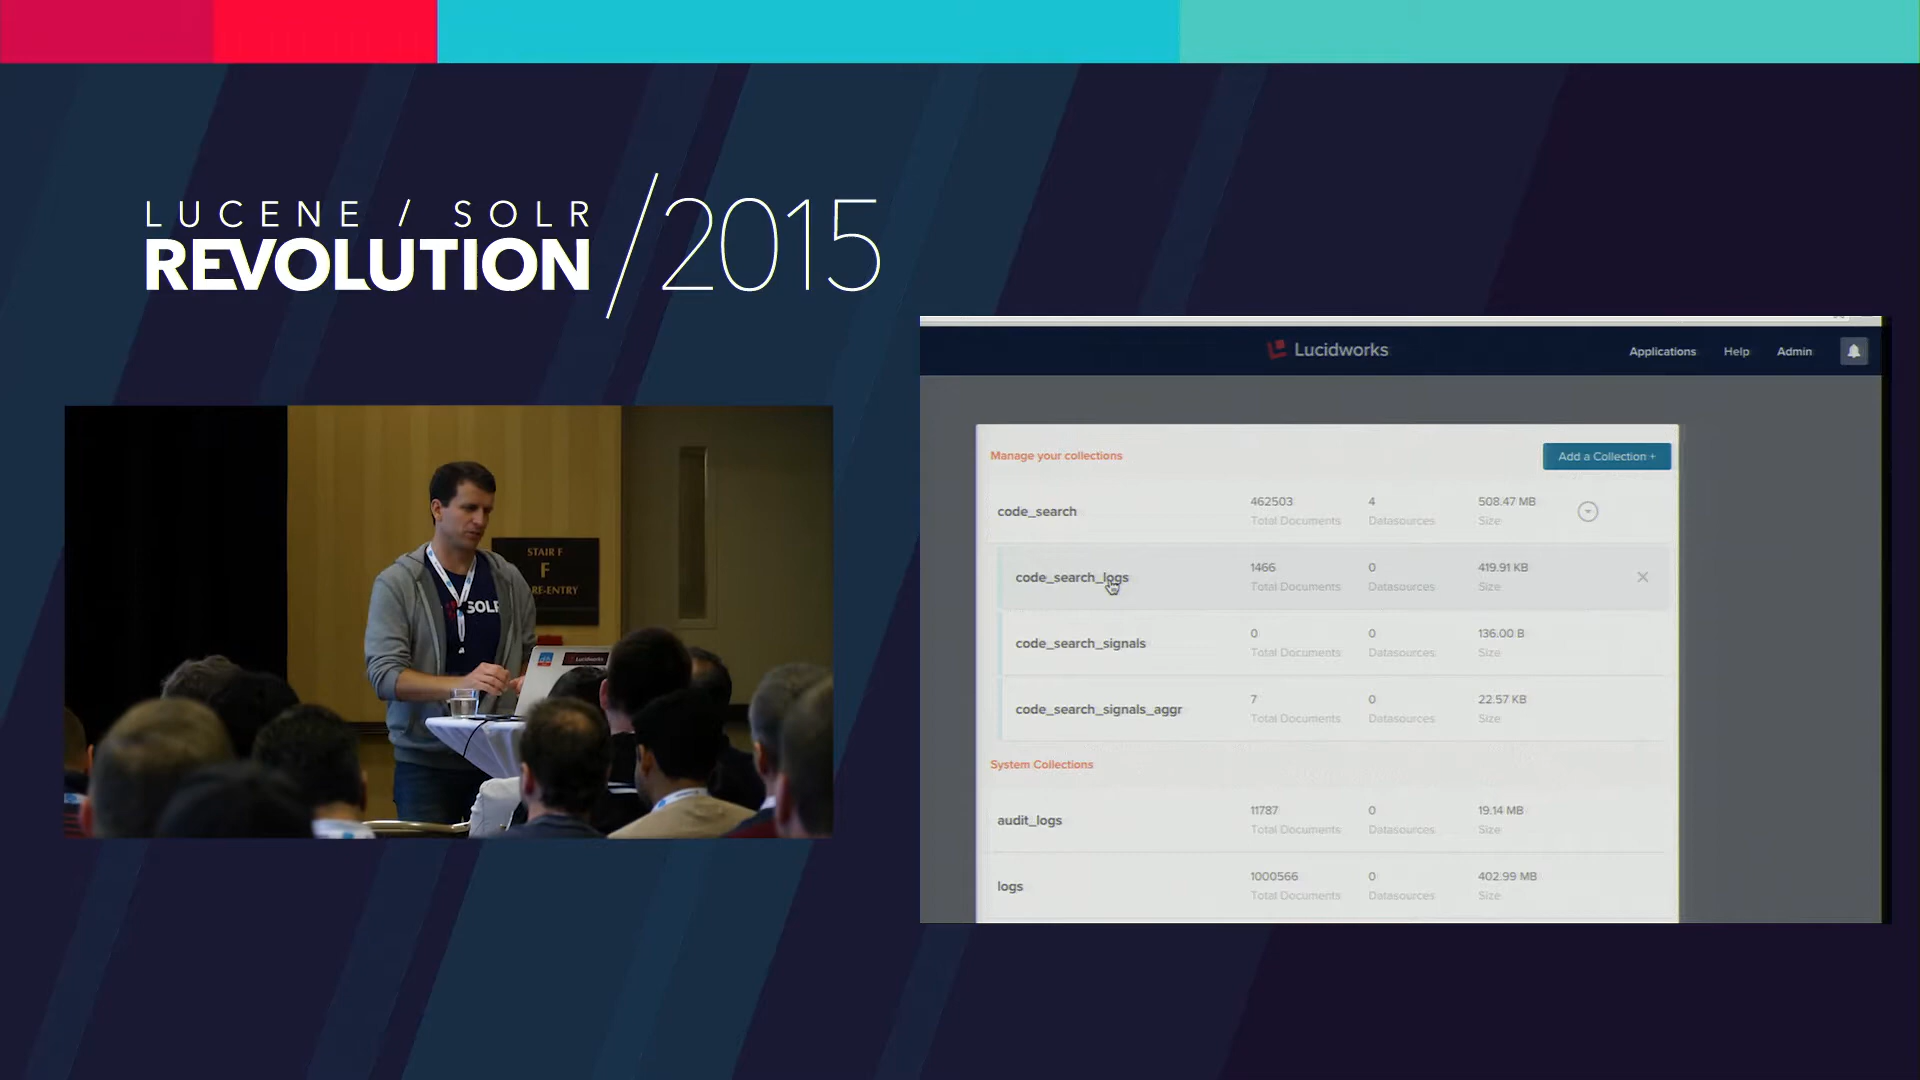 LUCENE / SOLR
REVOLUTION /2015
STAIR F
F
RE-ENTRY
SOLR
Lucidworks
Lucidworks
Applications
Help
Admin
Manage your collections
Add a Collection +
code_search
462503
Total Documents
4
Datasources
508.47 MB
Size
code_search_logs
1466
Total Documents
0
Datasources
419.91 KB
Size
code_search_signals
0
Total Documents
0
Datasources
136.00 B
Size
code_search_signals_aggr
7
Total Documents
0
Datasources
22.57 KB
Size
System Collections
audit_logs
11787
Total Documents
0
Datasources
19.14 MB
Size
logs
1000566
Total Documents
0
Datasources
402.99 MB
Size